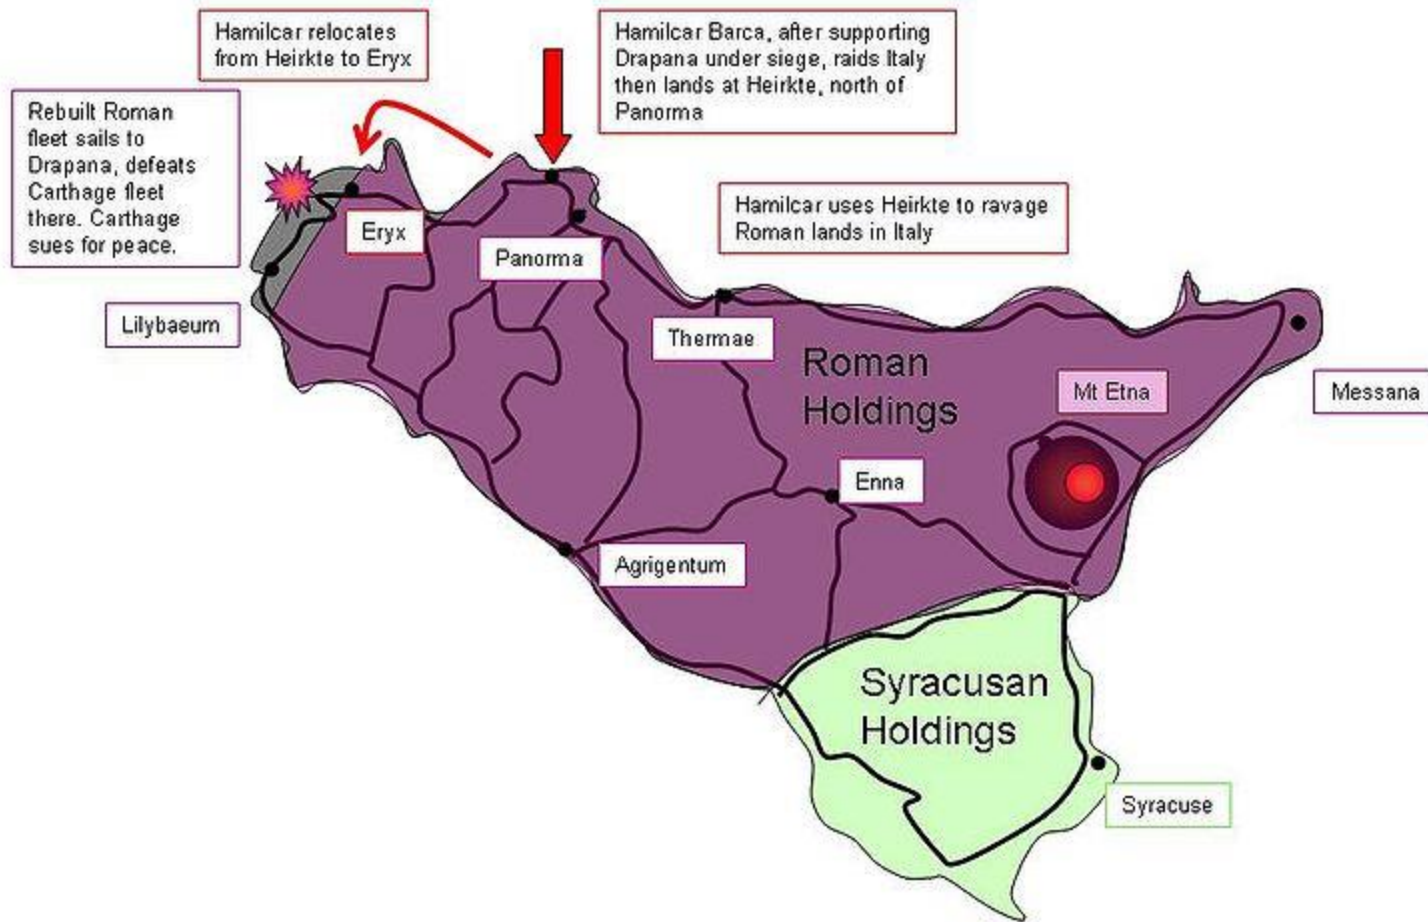 Hamilcar relocates
from Heirkte to Eryx
Hamilcar Barca, after supporting
Drapana under siege, raids Italy
then lands at Heirkte, north of
Panorma
Rebuilt Roman
fleet sails to
Drapana, defeats
Carthage fleet
there. Carthage
sues for peace.
Hamilcar uses Heirkte to ravage
Roman lands in Italy
Eryx
Panorma
Lilybaeum
Thermae
Roman
Holdings
Mt Etna
Messana
Enna
Agrigentum
Syracusan
Holdings
Syracuse